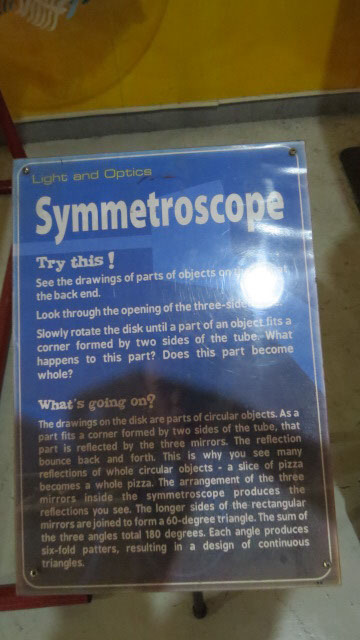 Light and Optics
Symmetroscope
Try this !
See the drawings of parts of objects on
the back end.
Look through the opening of the three-side
Slowly rotate the disk until a part of an object fits a
corner formed by two sides of the tube. What
happens to this part? Does this part become
whole?
What's going on?
The drawings on the disk are parts of circular objects. As a
part fits a corner formed by two sides of the tube, that
part is reflected by the three mirrors. The reflection
bounce back and forth. This is why you see many
reflections of whole circular objects - a slice of pizza
becomes a whole pizza. The arrangement of the three
mirrors inside the symmetroscope produces the
reflections you see. The longer sides of the rectangular
mirrors are joined to form a 60-degree triangle. The sum of
the three angles total 180 degrees. Each angle produces
six-fold patters, resulting in a design of continuous
triangles.